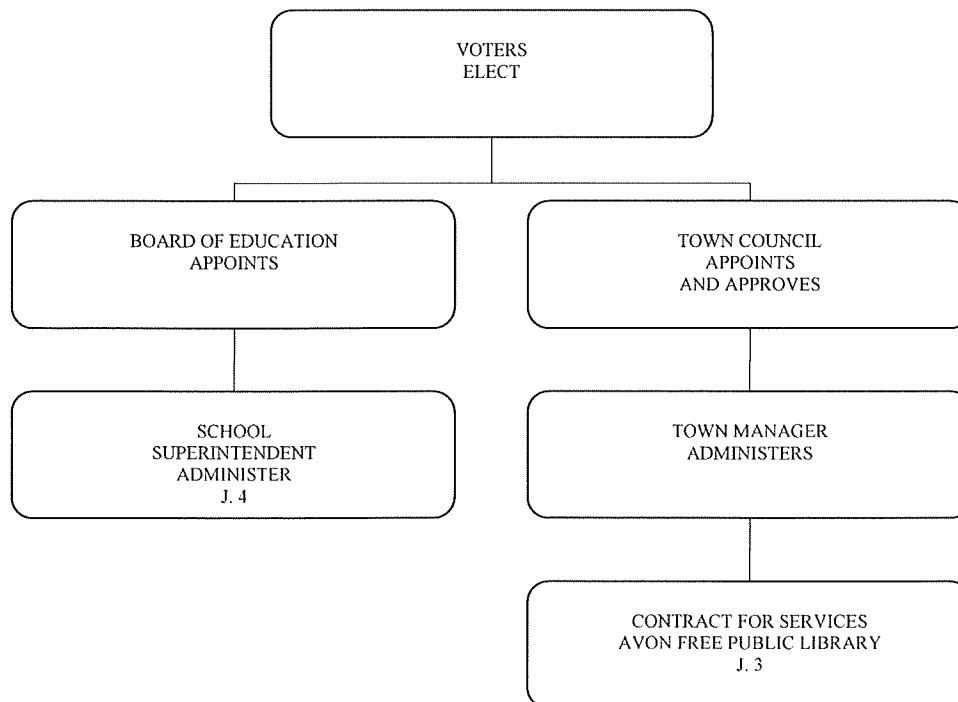 VOTERS
ELECT
BOARD OF EDUCATION
APPOINTS
TOWN COUNCIL
APPOINTS
AND APPROVES
SCHOOL
SUPERINTENDENT
ADMINISTER
J. 4
TOWN MANAGER
ADMINISTERS
CONTRACT FOR SERVICES
AVON FREE PUBLIC LIBRARY
J. 3